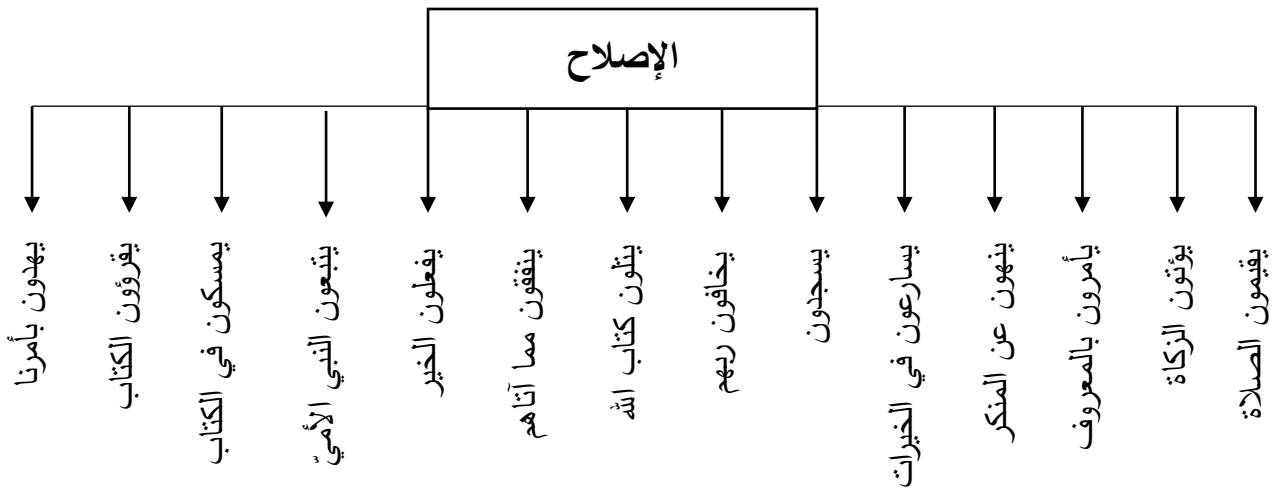 الإصلاح
يقيمون الصلاة
يؤتون الزكاة
يأمرون بالمعروف
ينهون عن المنكر
يسارعون في الخيرات
يسجدون
يخافون ربهم
يتلون كتاب الله
ينفقون مما آتاهم
يفعلون الخير
يتبعون النبي الأميّ
يمسكون في الكتاب
يقرؤون الكتاب
يهدون بأمرنا